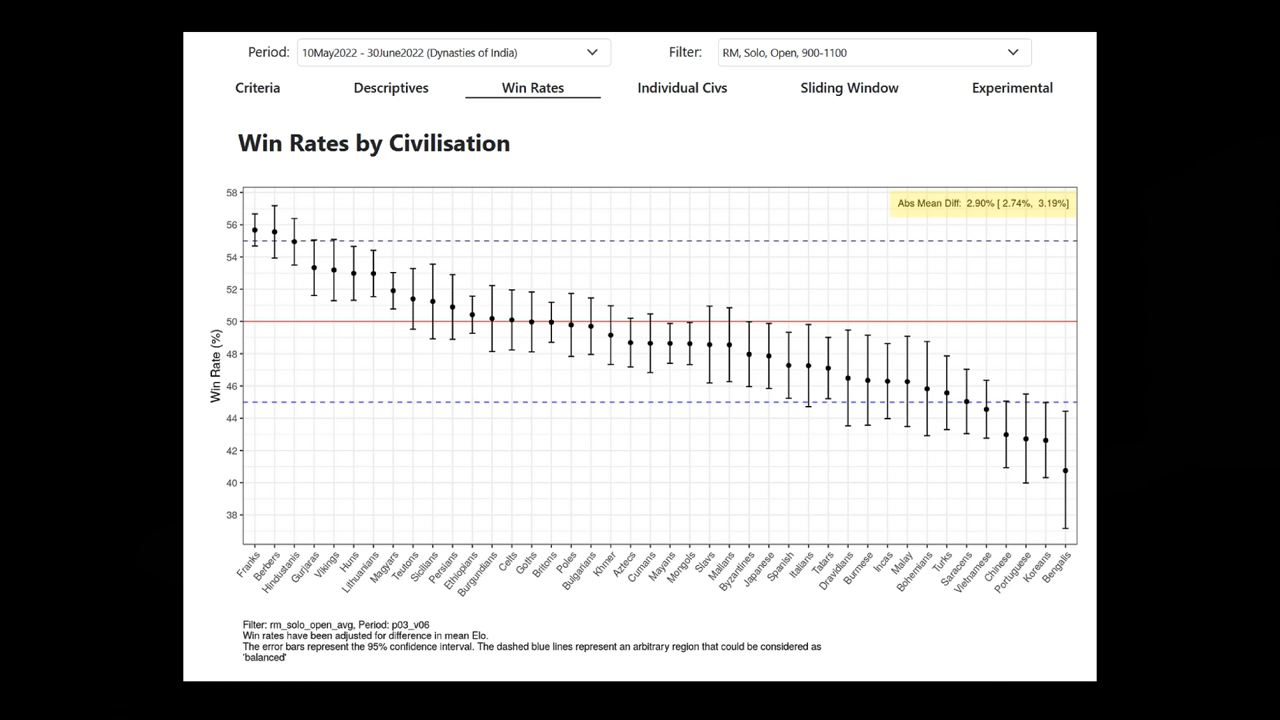 Period: 10May2022 - 30June2022 (Dynasties of India) Filter: RM, Solo, Open, 900-1100
Criteria Descriptives Win Rates Individual Civs Sliding Window Experimental
Win Rates by Civilisation
Abs Mean Diff: 2.90% [ 2.74%, 3.19%]
58
56
54
52
50
48
46
44
42
40
38
Win Rate (%)
Franks Berbers Hindustanis Gurjaras Vikings Huns Lithuanians Magyars Teutons Sicilians Persians Ethiopians Burgundians Celts Goths Britons Poles Bulgarians Khmer Aztecs Cumans Mayans Mongols Slavs Malians Byzantines Japanese Spanish Italians Tatars Dravidians Burmese Incas Malay Bohemians Turks Saracens Vietnamese Chinese Portuguese Koreans Bengalis
Filter: rm_solo_open_avg, Period: p03_v06
Win rates have been adjusted for difference in mean Elo.
The error bars represent the 95% confidence interval. The dashed blue lines represent an arbitrary region that could be considered as
'balanced'